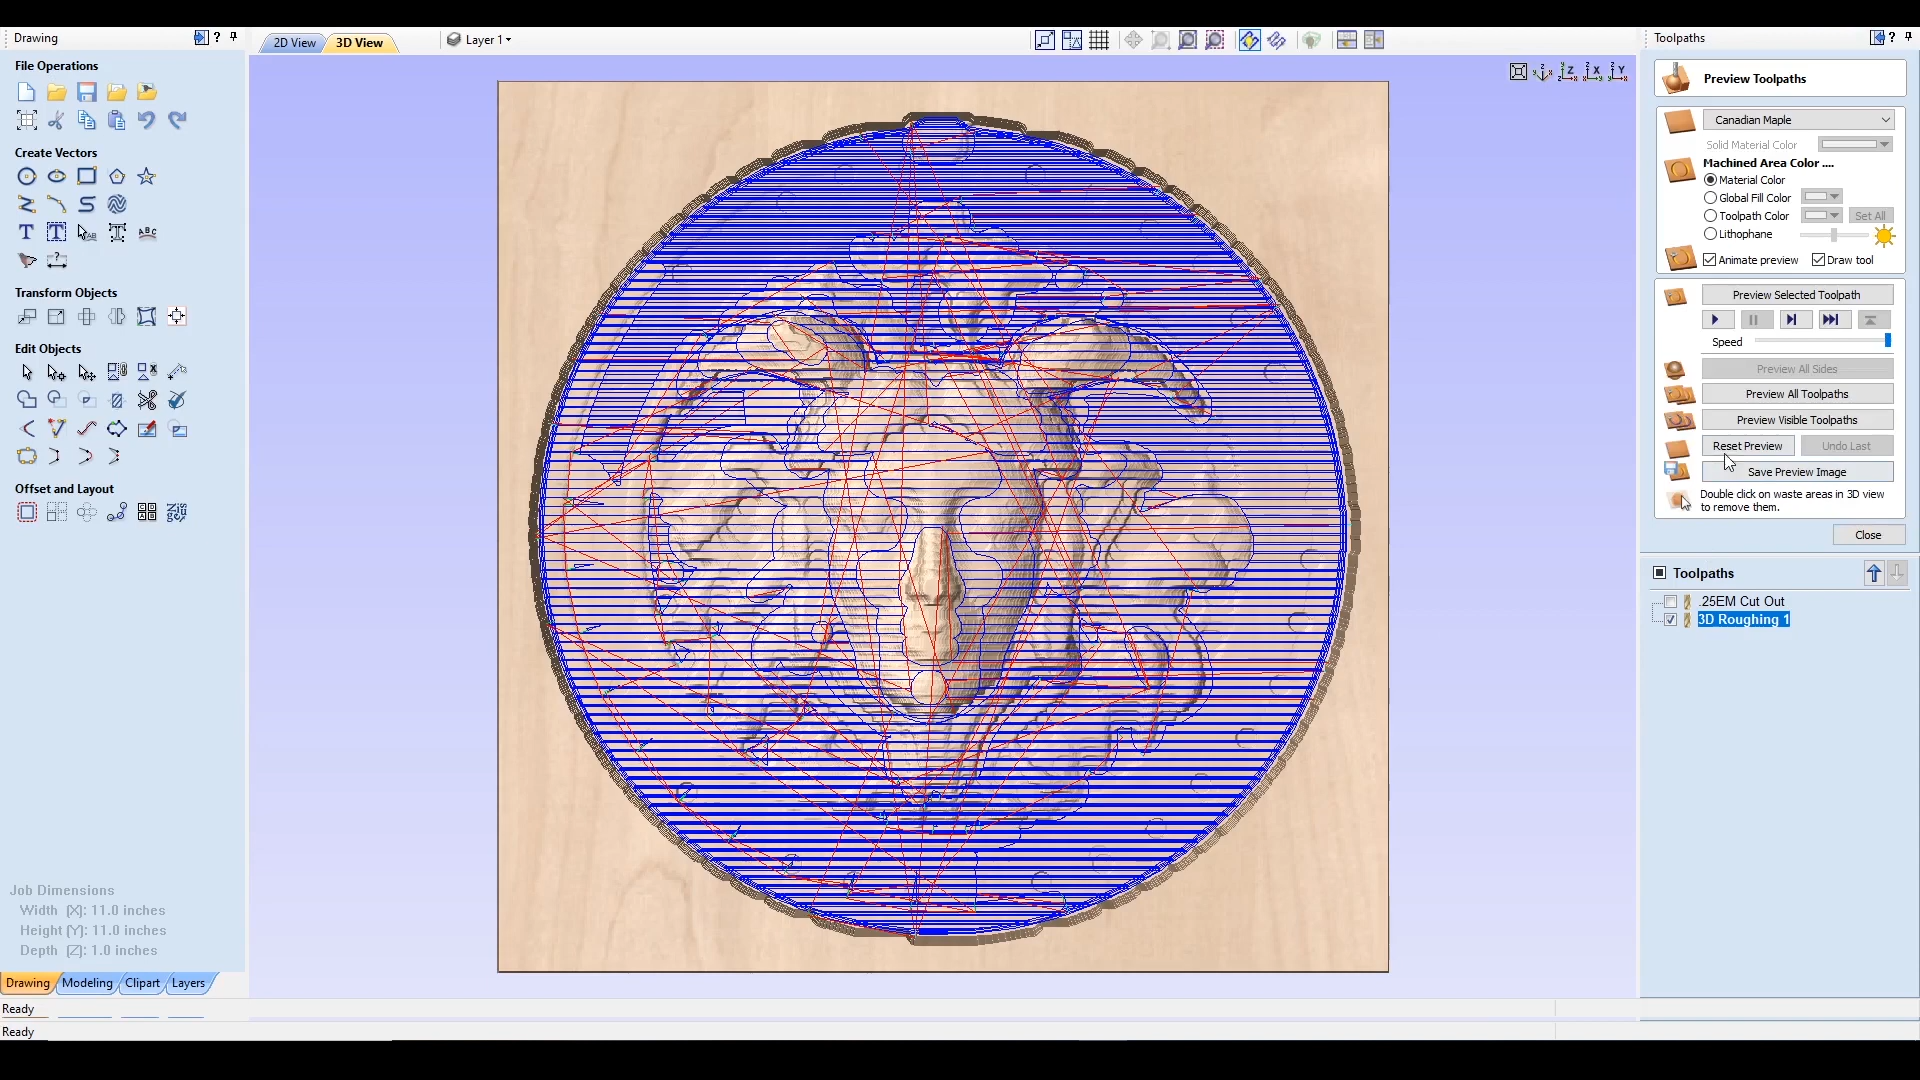 Drawing
?
2D View
3D View
Layer 1
Toolpaths
?
File Operations
Create Vectors
Transform Objects
Edit Objects
Offset and Layout
Job Dimensions
Width (X): 11.0 inches
Height (Y): 11.0 inches
Depth (Z): 1.0 inches
Drawing
Modeling
Clipart
Layers
Ready
Ready
Z
X
Y
Preview Toolpaths
Canadian Maple
Solid Material Color
Machined Area Color ....
Material Color
Global Fill Color
Toolpath Color
Set All
Lithophane
Animate preview
Draw tool
Preview Selected Toolpath
Speed
Preview All Sides
Preview All Toolpaths
Preview Visible Toolpaths
Reset Preview
Undo Last
Save Preview Image
Double click on waste areas in 3D view
to remove them.
Close
Toolpaths
.25EM Cut Out
3D Roughing 1